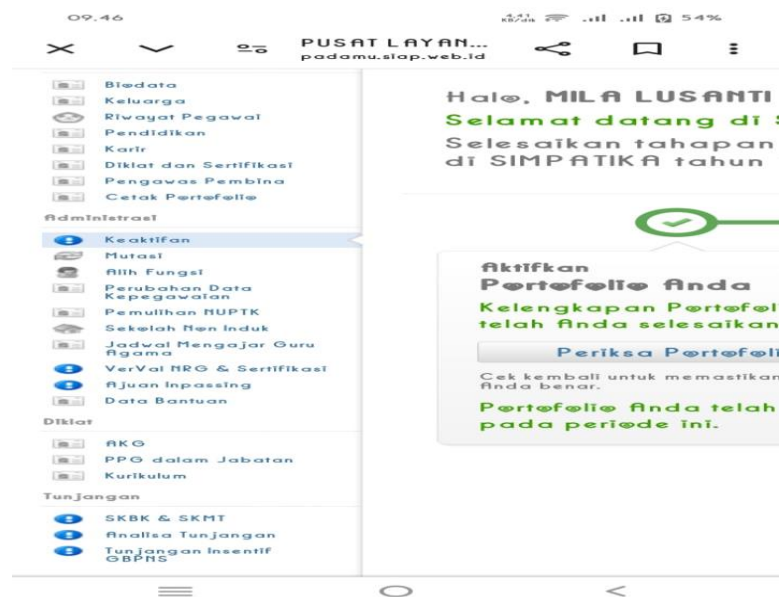 09.46
4.41 KB/dtk
54%
PUSAT LAYAN...
padamu.siap.web.id
Biodata
Keluarga
Riwayat Pegawai
Pendidikan
Karir
Diklat dan Sertifikasi
Pengawas Pembina
Cetak Portofolio
Administrasi
Keaktifan
Mutasi
Alih Fungsi
Perubahan Data
Kepegawaian
Pemulihan NUPTK
Sekolah Non Induk
Jadwal Mengajar Guru
Agama
VerVal NRG & Sertifikasi
Ajuan Inpassing
Data Bantuan
Diklat
AKG
PPG dalam Jabatan
Kurikulum
Tunjangan
SKBK & SKMT
Analisa Tunjangan
Tunjangan Insentif
GBPNS
Halo, MILA LUSANTI
Selamat datang di S
Selesaikan tahapan
di SIMPATIKA tahun
Aktifkan
Portofolio Anda
Kelengkapan Portofoli
telah Anda selesaikan
Periksa Portofoli
Cek kembali untuk memastikan
Anda benar.
Portofolio Anda telah
pada periode ini.